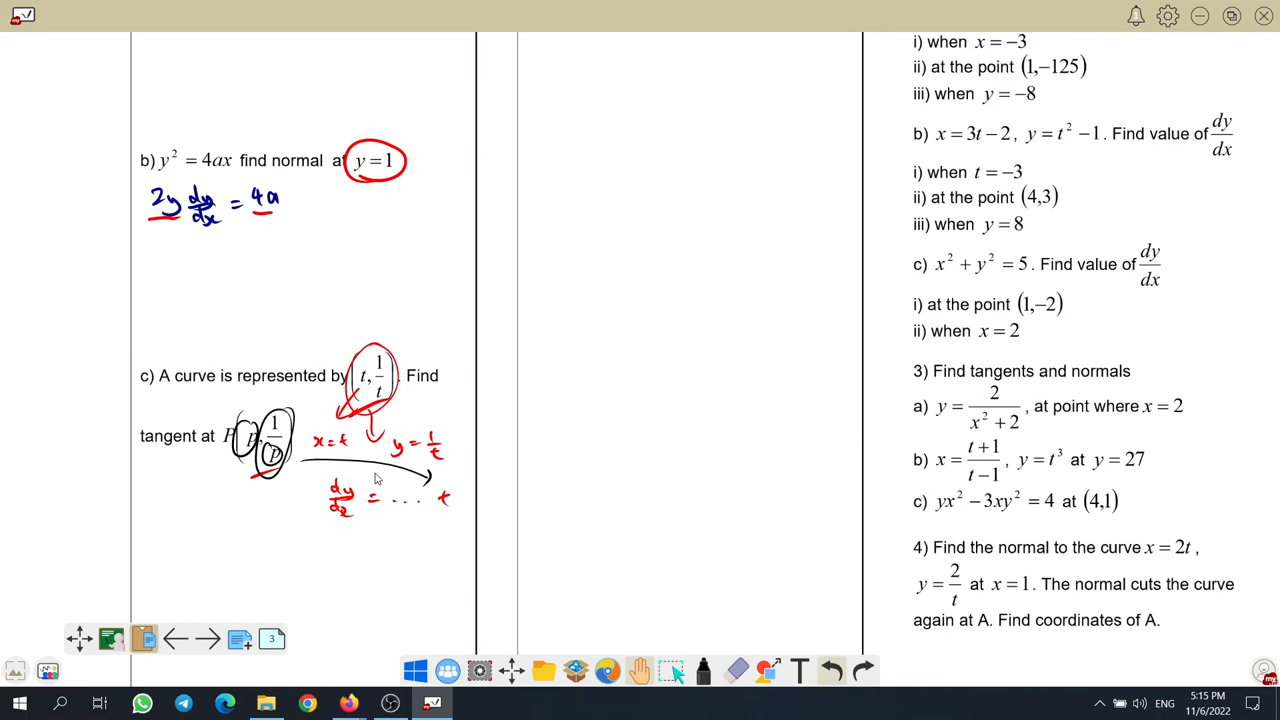 b) y² = 4ax find normal at y = 1
2y dy/dx = 4a
c) A curve is represented by (t, 1/t). Find
tangent at P(p, 1/p)
x = t
y = 1/t
dy/dx = ... t
i) when x = −3
ii) at the point (1,−125)
iii) when y = −8
b) x = 3t − 2 , y = t² − 1. Find value of dy/dx
i) when t = −3
ii) at the point (4,3)
iii) when y = 8
c) x² + y² = 5. Find value of dy/dx
i) at the point (1,−2)
ii) when x = 2
3) Find tangents and normals
a) y = 2/(x² + 2) , at point where x = 2
b) x = (t + 1)/(t − 1) , y = t³ at y = 27
c) yx² − 3xy² = 4 at (4,1)
4) Find the normal to the curve x = 2t ,
y = 2/t at x = 1. The normal cuts the curve
again at A. Find coordinates of A.
3
T
ENG
5:15 PM
11/6/2022